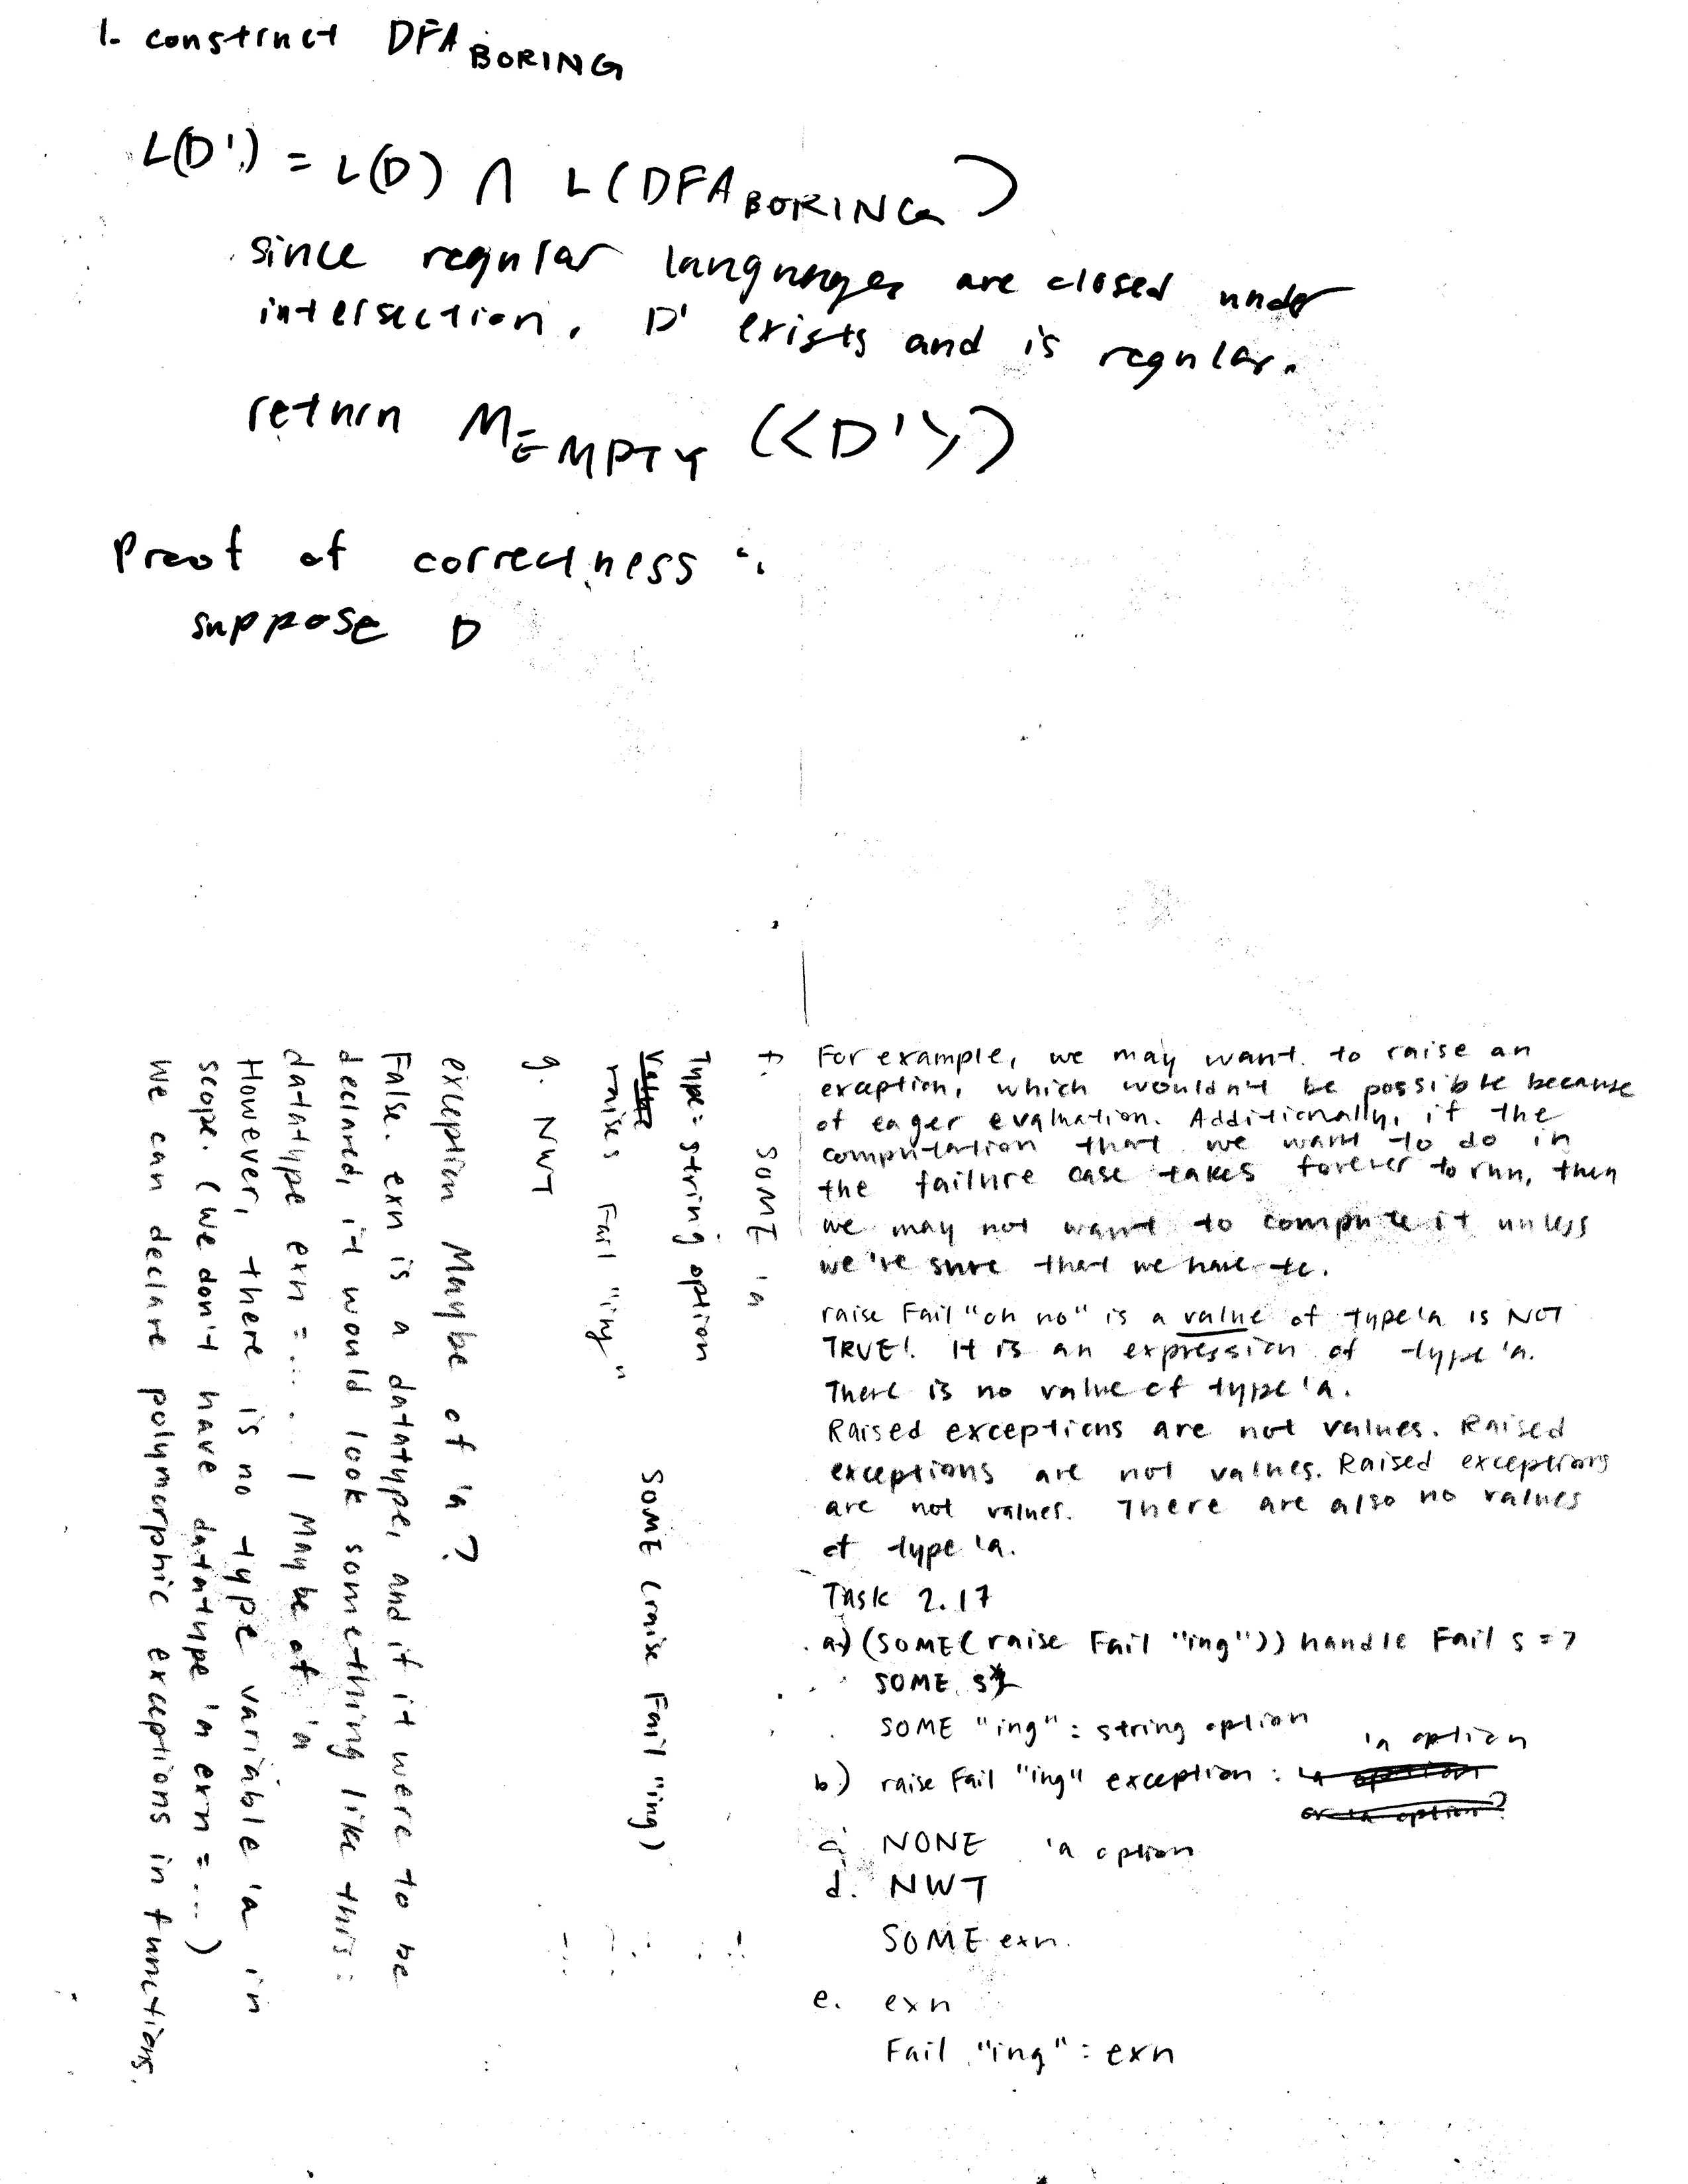 1. construct DFA BORING
L(D') = L(D) ∩ L(DFA BORING)
since regular languages are closed under
intersection, D' exists and is regular.
return M EMPTY (<D'>)
Proof of correctness:
suppose D
For example, we may want to raise an
exception, which wouldn't be possible because
of eager evaluation. Additionally, if the
computation that we want to do in
the failure case takes forever to run, then
we may not want to compute it unless
we're sure that we have to.
raise Fail "oh no" is a value of type 'a is NOT
TRUE! It is an expression of type 'a.
There is no value of type 'a.
Raised exceptions are not values. Raised
exceptions are not values. Raised exceptions
are not values. There are also no values
of type 'a.
Task 2.17
a) (SOME (raise Fail "ing")) handle Fail s =>
SOME s
SOME "ing" : string option
b) raise Fail "ing" exception : 'a option
c. NONE 'a option
d. NWT
SOME exn.
e. exn
Fail "ing" : exn
f. SOME 'a
Type: string option
Value
raises Fail "ing"
SOME (raise Fail "ing")
g. NWT
exception Maybe of 'a?
False. exn is a datatype, and if it were to be
declared, it would look something like this:
datatype exn = ... | Maybe of 'a
However, there is no type variable 'a in
scope. (We don't have datatype 'a exn = ...)
We can declare polymorphic exceptions in functions.